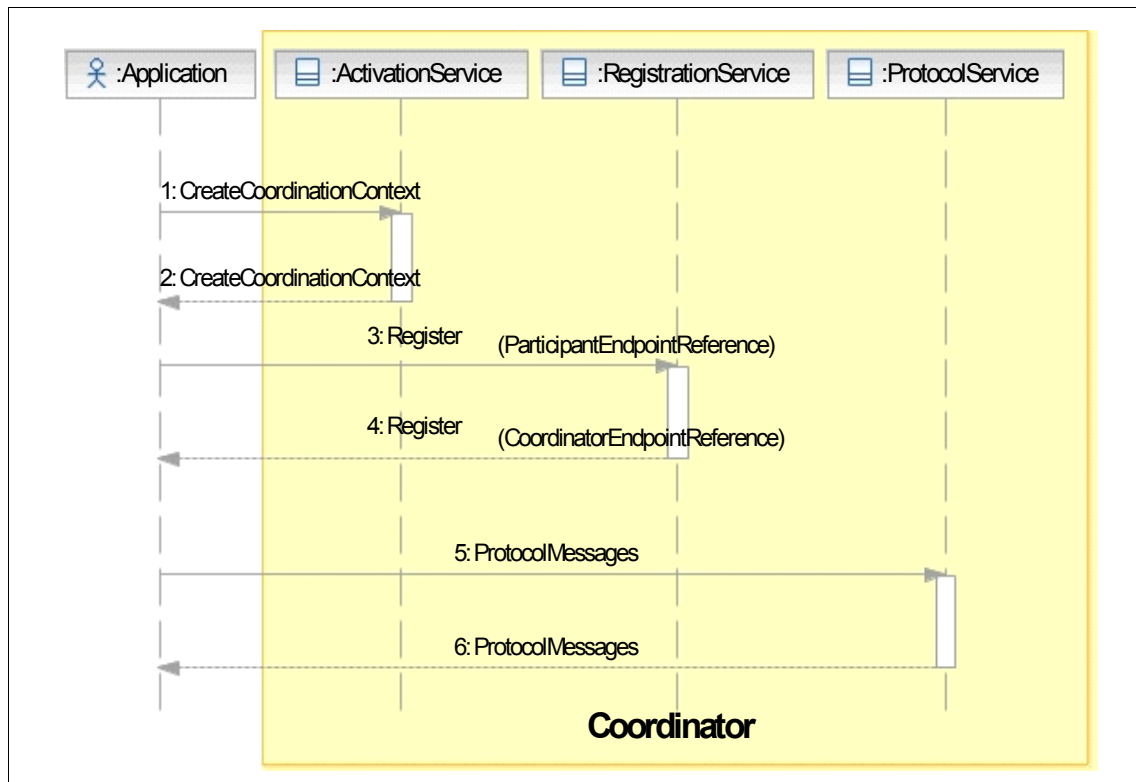 :Application
:ActivationService
:RegistrationService
:ProtocolService
1: CreateCoordinationContext
2: CreateCoordinationContext
3: Register (ParticipantEndpointReference)
4: Register (CoordinatorEndpointReference)
5: ProtocolMessages
6: ProtocolMessages
Coordinator